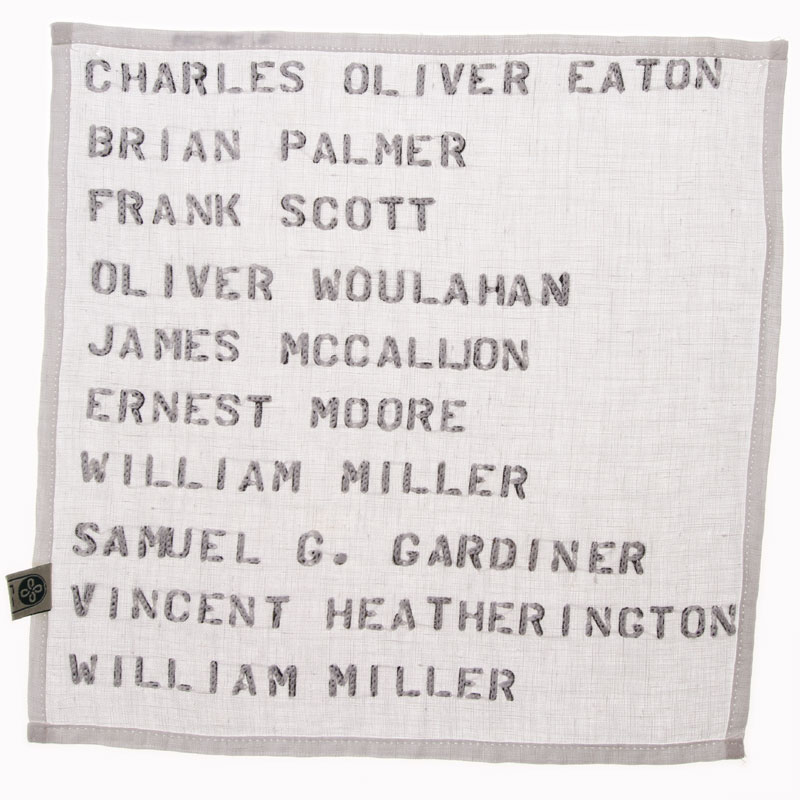 CHARLES OLIVER EATON
BRIAN PALMER
FRANK SCOTT
OLIVER WOULAHAN
JAMES MCCALLION
ERNEST MOORE
WILLIAM MILLER
SAMUEL G. GARDINER
VINCENT HEATHERINGTON
WILLIAM MILLER